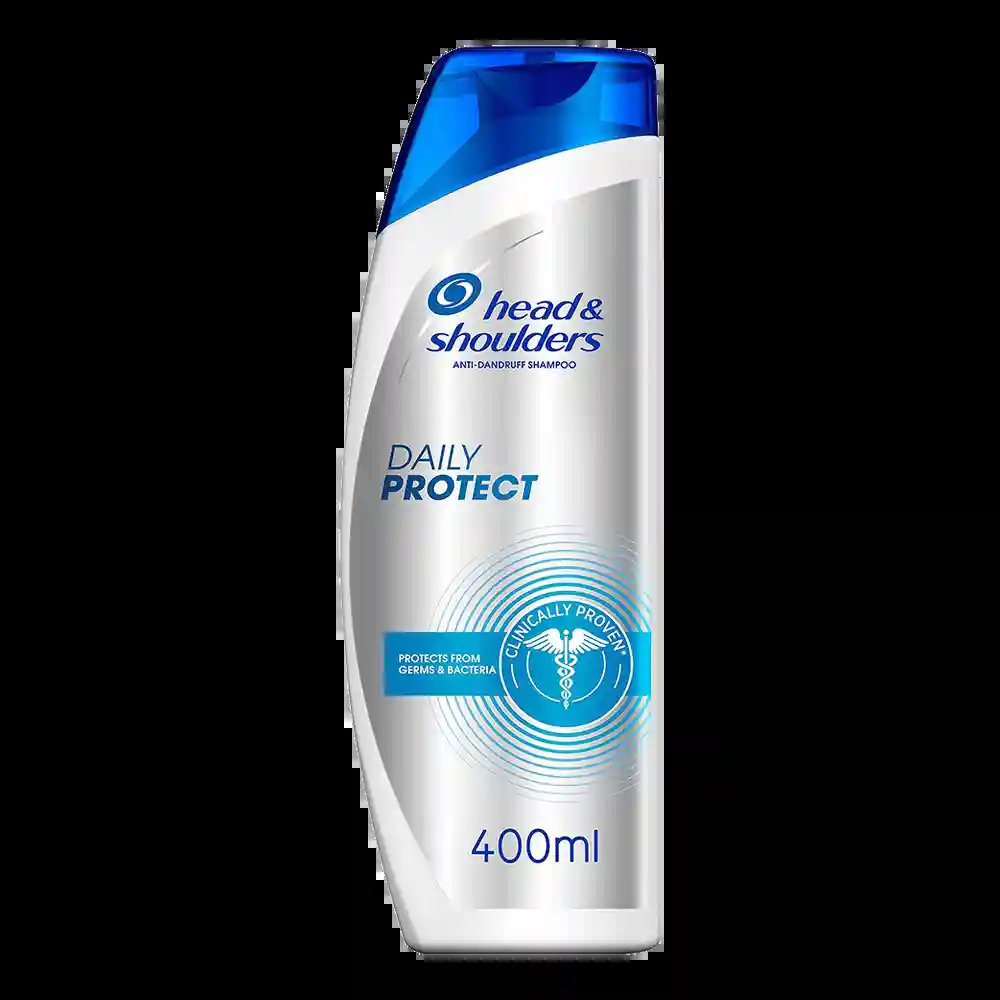 head &
shoulders
ANTI-DANDRUFF SHAMPOO
DAILY
PROTECT
CLINICALLY PROVEN*
PROTECTS FROM
GERMS & BACTERIA
400ml